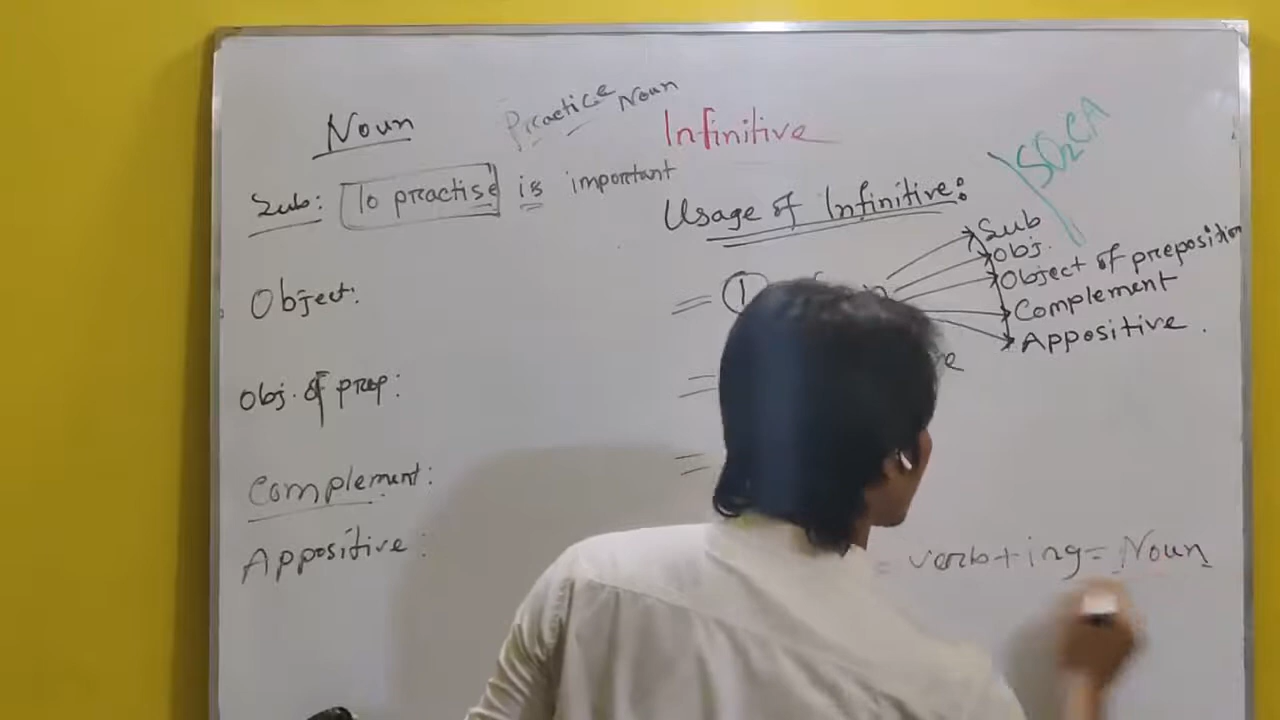 Noun
Practice Noun
Infinitive
SO2CA
Sub: To practise is important
Usage of Infinitive:
Sub
Obj.
Object of preposition
Complement
Appositive.
Object:
= 1
Obj. of prep:
=
Complement:
=
Appositive:
= verb+ing= Noun